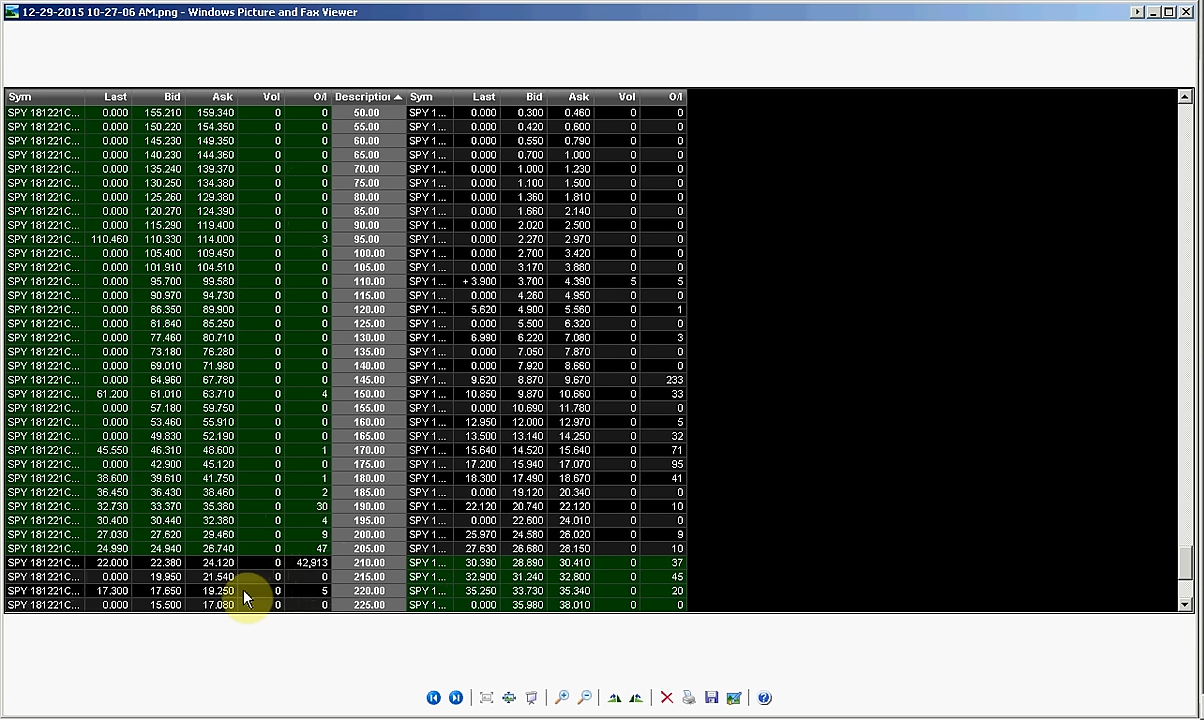 12-29-2015 10-27-06 AM.png - Windows Picture and Fax Viewer
Sym Last Bid Ask Vol O/I Description Sym Last Bid Ask Vol O/I
SPY 181221C... 0.000 155.210 159.340 0 0 50.00 SPY 1... 0.000 0.300 0.460 0 0
SPY 181221C... 0.000 150.220 154.350 0 0 55.00 SPY 1... 0.000 0.420 0.600 0 0
SPY 181221C... 0.000 145.230 149.350 0 0 60.00 SPY 1... 0.000 0.550 0.790 0 0
SPY 181221C... 0.000 140.230 144.360 0 0 65.00 SPY 1... 0.000 0.700 1.000 0 0
SPY 181221C... 0.000 135.240 139.370 0 0 70.00 SPY 1... 0.000 1.000 1.230 0 0
SPY 181221C... 0.000 130.250 134.380 0 0 75.00 SPY 1... 0.000 1.100 1.500 0 0
SPY 181221C... 0.000 125.260 129.380 0 0 80.00 SPY 1... 0.000 1.360 1.810 0 0
SPY 181221C... 0.000 120.270 124.390 0 0 85.00 SPY 1... 0.000 1.660 2.140 0 0
SPY 181221C... 0.000 115.290 119.400 0 0 90.00 SPY 1... 0.000 2.020 2.500 0 0
SPY 181221C... 110.460 110.330 114.000 0 3 95.00 SPY 1... 0.000 2.270 2.970 0 0
SPY 181221C... 0.000 105.400 109.450 0 0 100.00 SPY 1... 0.000 2.700 3.420 0 0
SPY 181221C... 0.000 101.910 104.510 0 0 105.00 SPY 1... 0.000 3.170 3.880 0 0
SPY 181221C... 0.000 95.700 99.580 0 0 110.00 SPY 1... + 3.900 3.700 4.390 5 5
SPY 181221C... 0.000 90.970 94.730 0 0 115.00 SPY 1... 0.000 4.260 4.950 0 0
SPY 181221C... 0.000 86.350 89.900 0 0 120.00 SPY 1... 5.620 4.900 5.560 0 1
SPY 181221C... 0.000 81.840 85.250 0 0 125.00 SPY 1... 0.000 5.500 6.320 0 0
SPY 181221C... 0.000 77.460 80.710 0 0 130.00 SPY 1... 6.990 6.220 7.080 0 3
SPY 181221C... 0.000 73.180 76.280 0 0 135.00 SPY 1... 0.000 7.050 7.870 0 0
SPY 181221C... 0.000 69.010 71.980 0 0 140.00 SPY 1... 0.000 7.920 8.660 0 0
SPY 181221C... 0.000 64.960 67.780 0 0 145.00 SPY 1... 9.620 8.870 9.670 0 233
SPY 181221C... 61.200 61.010 63.710 0 4 150.00 SPY 1... 10.850 9.870 10.660 0 33
SPY 181221C... 0.000 57.180 59.750 0 0 155.00 SPY 1... 0.000 10.690 11.780 0 0
SPY 181221C... 0.000 53.460 55.910 0 0 160.00 SPY 1... 12.950 12.000 12.970 0 5
SPY 181221C... 0.000 49.830 52.190 0 0 165.00 SPY 1... 13.500 13.140 14.250 0 32
SPY 181221C... 45.550 46.310 48.600 0 1 170.00 SPY 1... 15.640 14.520 15.640 0 71
SPY 181221C... 0.000 42.900 45.120 0 0 175.00 SPY 1... 17.200 15.940 17.070 0 95
SPY 181221C... 38.600 39.610 41.750 0 1 180.00 SPY 1... 18.300 17.490 18.670 0 41
SPY 181221C... 36.450 36.430 38.460 0 2 185.00 SPY 1... 0.000 19.120 20.340 0 0
SPY 181221C... 32.730 33.370 35.380 0 30 190.00 SPY 1... 22.120 20.740 22.120 0 10
SPY 181221C... 30.400 30.440 32.380 0 4 195.00 SPY 1... 0.000 22.600 24.010 0 0
SPY 181221C... 27.030 27.620 29.460 0 9 200.00 SPY 1... 25.970 24.580 26.020 0 9
SPY 181221C... 24.990 24.940 26.740 0 47 205.00 SPY 1... 27.630 26.680 28.150 0 10
SPY 181221C... 22.000 22.380 24.120 0 42,913 210.00 SPY 1... 30.390 28.890 30.410 0 37
SPY 181221C... 0.000 19.950 21.540 0 0 215.00 SPY 1... 32.900 31.240 32.800 0 45
SPY 181221C... 17.300 17.650 19.250 0 5 220.00 SPY 1... 35.250 33.730 35.340 0 20
SPY 181221C... 0.000 15.500 17.080 0 0 225.00 SPY 1... 0.000 35.980 38.010 0 0